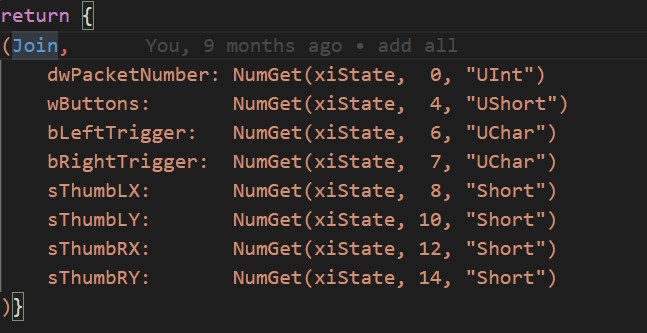 return {
(Join,      You, 9 months ago • add all
    dwPacketNumber: NumGet(xiState,  0, "UInt")
    wButtons:       NumGet(xiState,  4, "UShort")
    bLeftTrigger:   NumGet(xiState,  6, "UChar")
    bRightTrigger:  NumGet(xiState,  7, "UChar")
    sThumbLX:       NumGet(xiState,  8, "Short")
    sThumbLY:       NumGet(xiState, 10, "Short")
    sThumbRX:       NumGet(xiState, 12, "Short")
    sThumbRY:       NumGet(xiState, 14, "Short")
)}